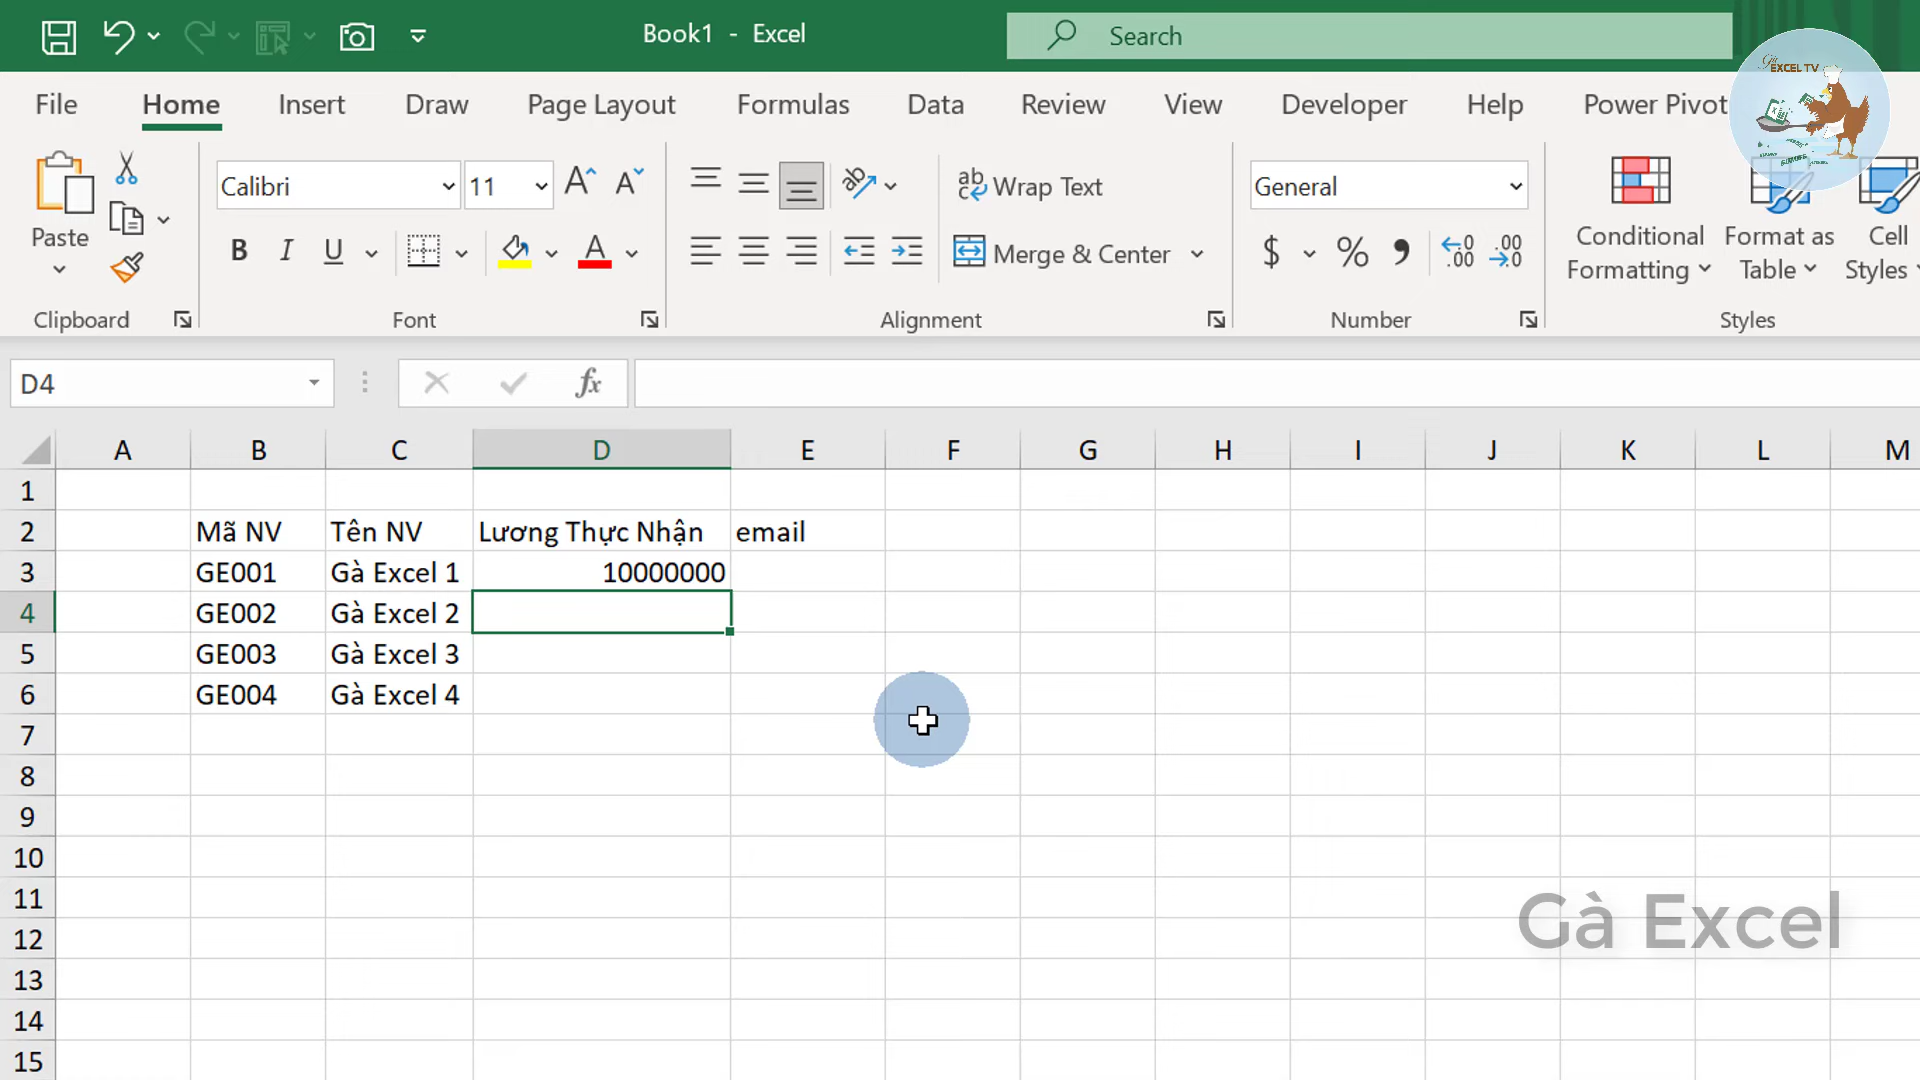 Book1 - Excel
Search
EXCEL TV
File Home Insert Draw Page Layout Formulas Data Review View Developer Help Power Pivot
Calibri 11
Wrap Text
General
Paste
Merge & Center
Conditional Formatting
Format as Table
Cell Styles
Clipboard Font Alignment Number Styles
D4
fx
A B C D E F G H I J K L M
1
2 Mã NV Tên NV Lương Thực Nhận email
3 GE001 Gà Excel 1 10000000
4 GE002 Gà Excel 2
5 GE003 Gà Excel 3
6 GE004 Gà Excel 4
7
8
9
10
11
12
13
14
15
Gà Excel